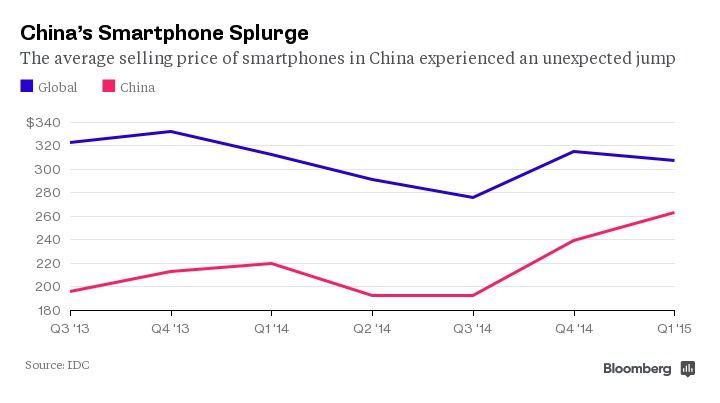 China’s Smartphone Splurge
The average selling price of smartphones in China experienced an unexpected jump
Global China
$340
320
300
280
260
240
220
200
180
Q3 '13 Q4 '13 Q1 '14 Q2 '14 Q3 '14 Q4 '14 Q1 '15
Source: IDC
Bloomberg